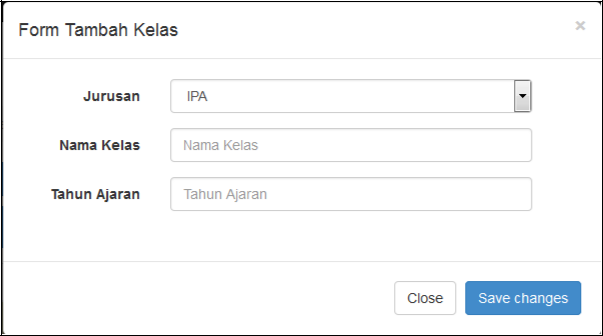 Form Tambah Kelas ×
Jurusan IPA
Nama Kelas Nama Kelas
Tahun Ajaran Tahun Ajaran
Close Save changes